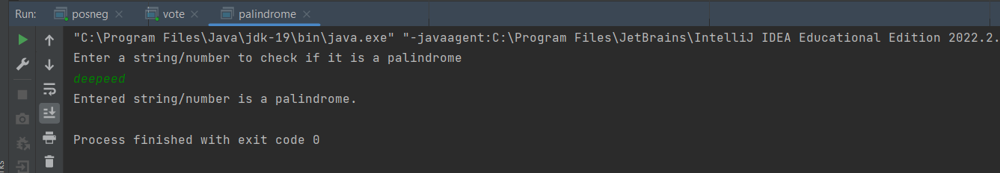 Run: posneg × vote × palindrome ×
"C:\Program Files\Java\jdk-19\bin\java.exe" "-javaagent:C:\Program Files\JetBrains\IntelliJ IDEA Educational Edition 2022.2.
Enter a string/number to check if it is a palindrome
deepeed
Entered string/number is a palindrome.
Process finished with exit code 0